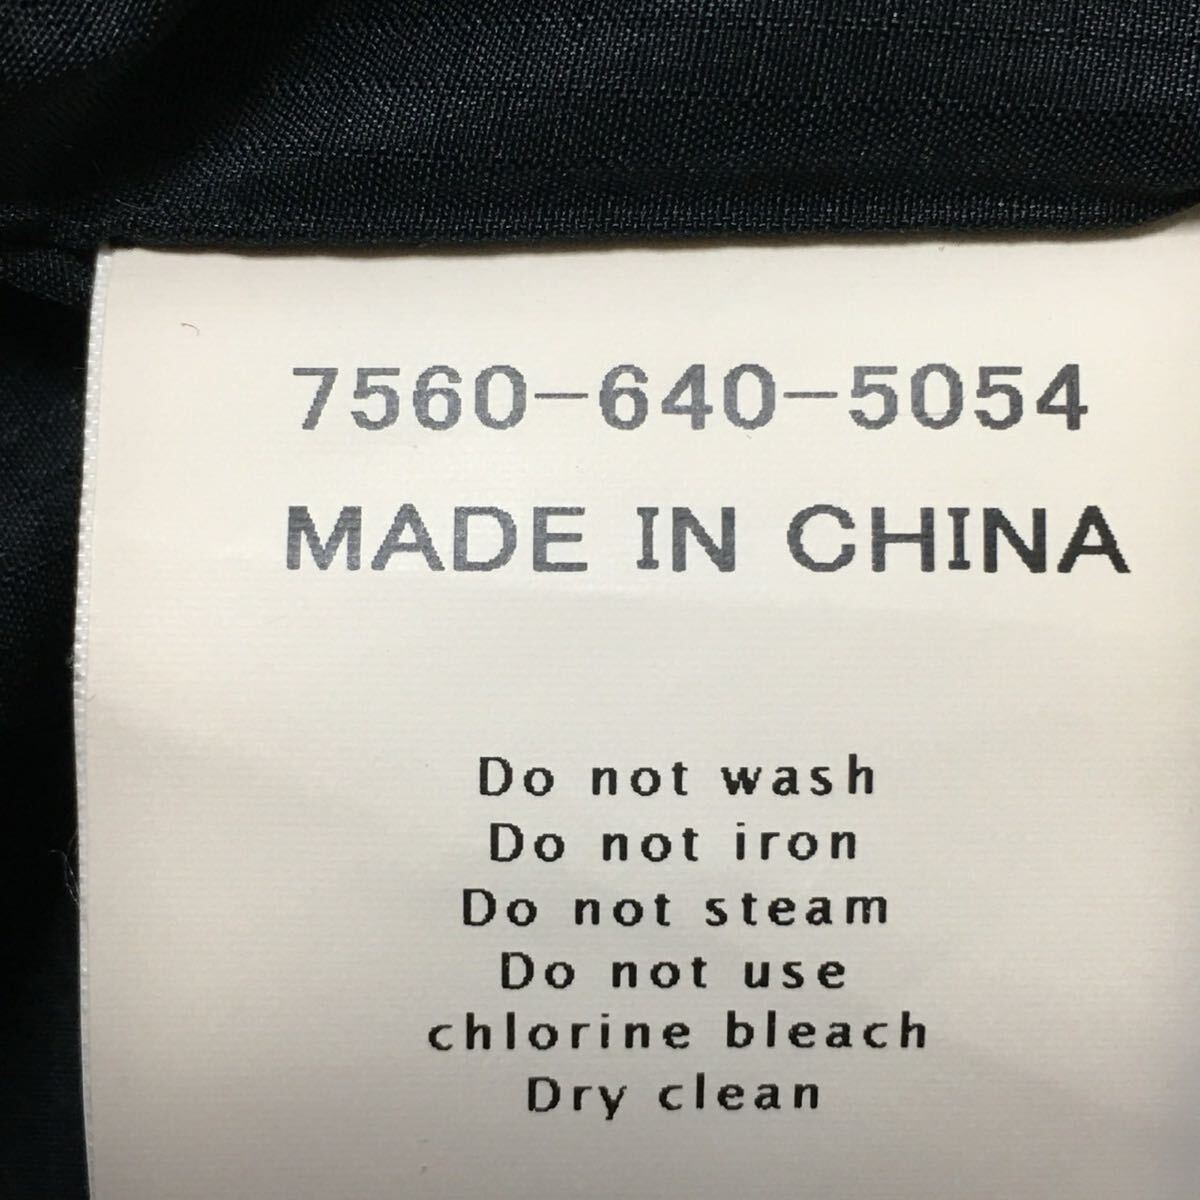 7560-640-5054
MADE IN CHINA
Do not wash
Do not iron
Do not steam
Do not use
chlorine bleach
Dry clean